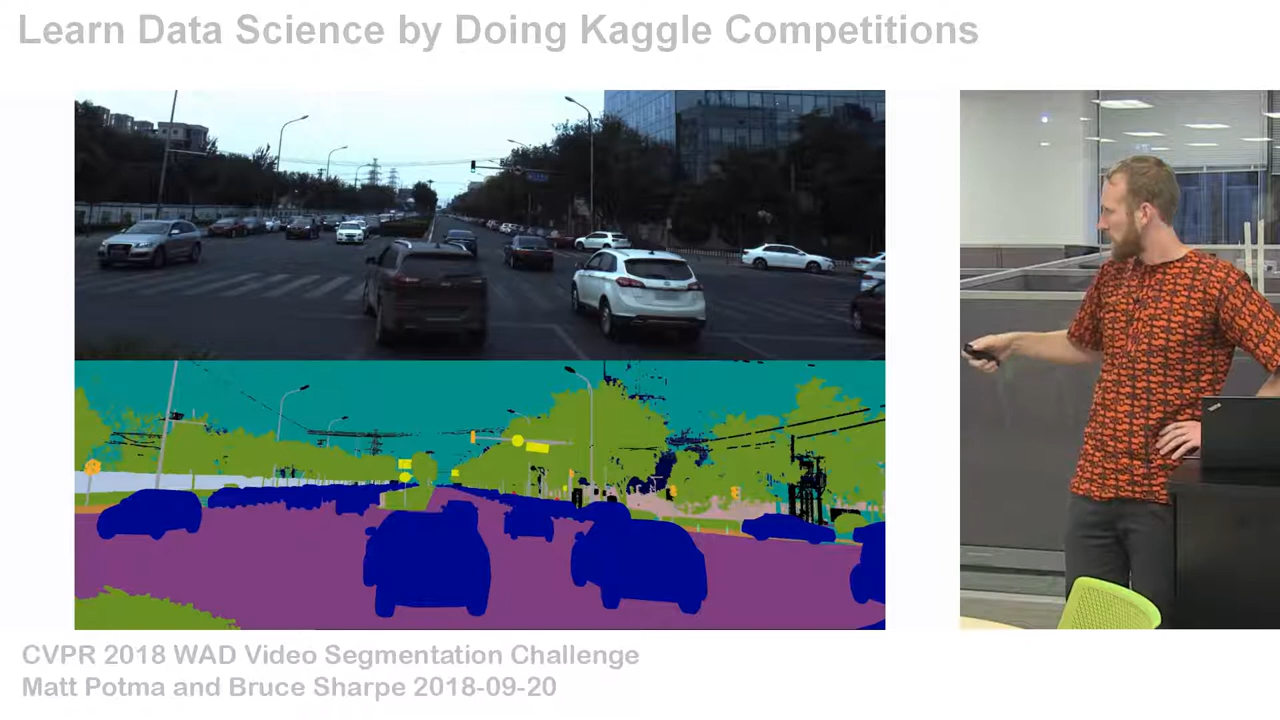 Learn Data Science by Doing Kaggle Competitions
CVPR 2018 WAD Video Segmentation Challenge
Matt Potma and Bruce Sharpe 2018-09-20